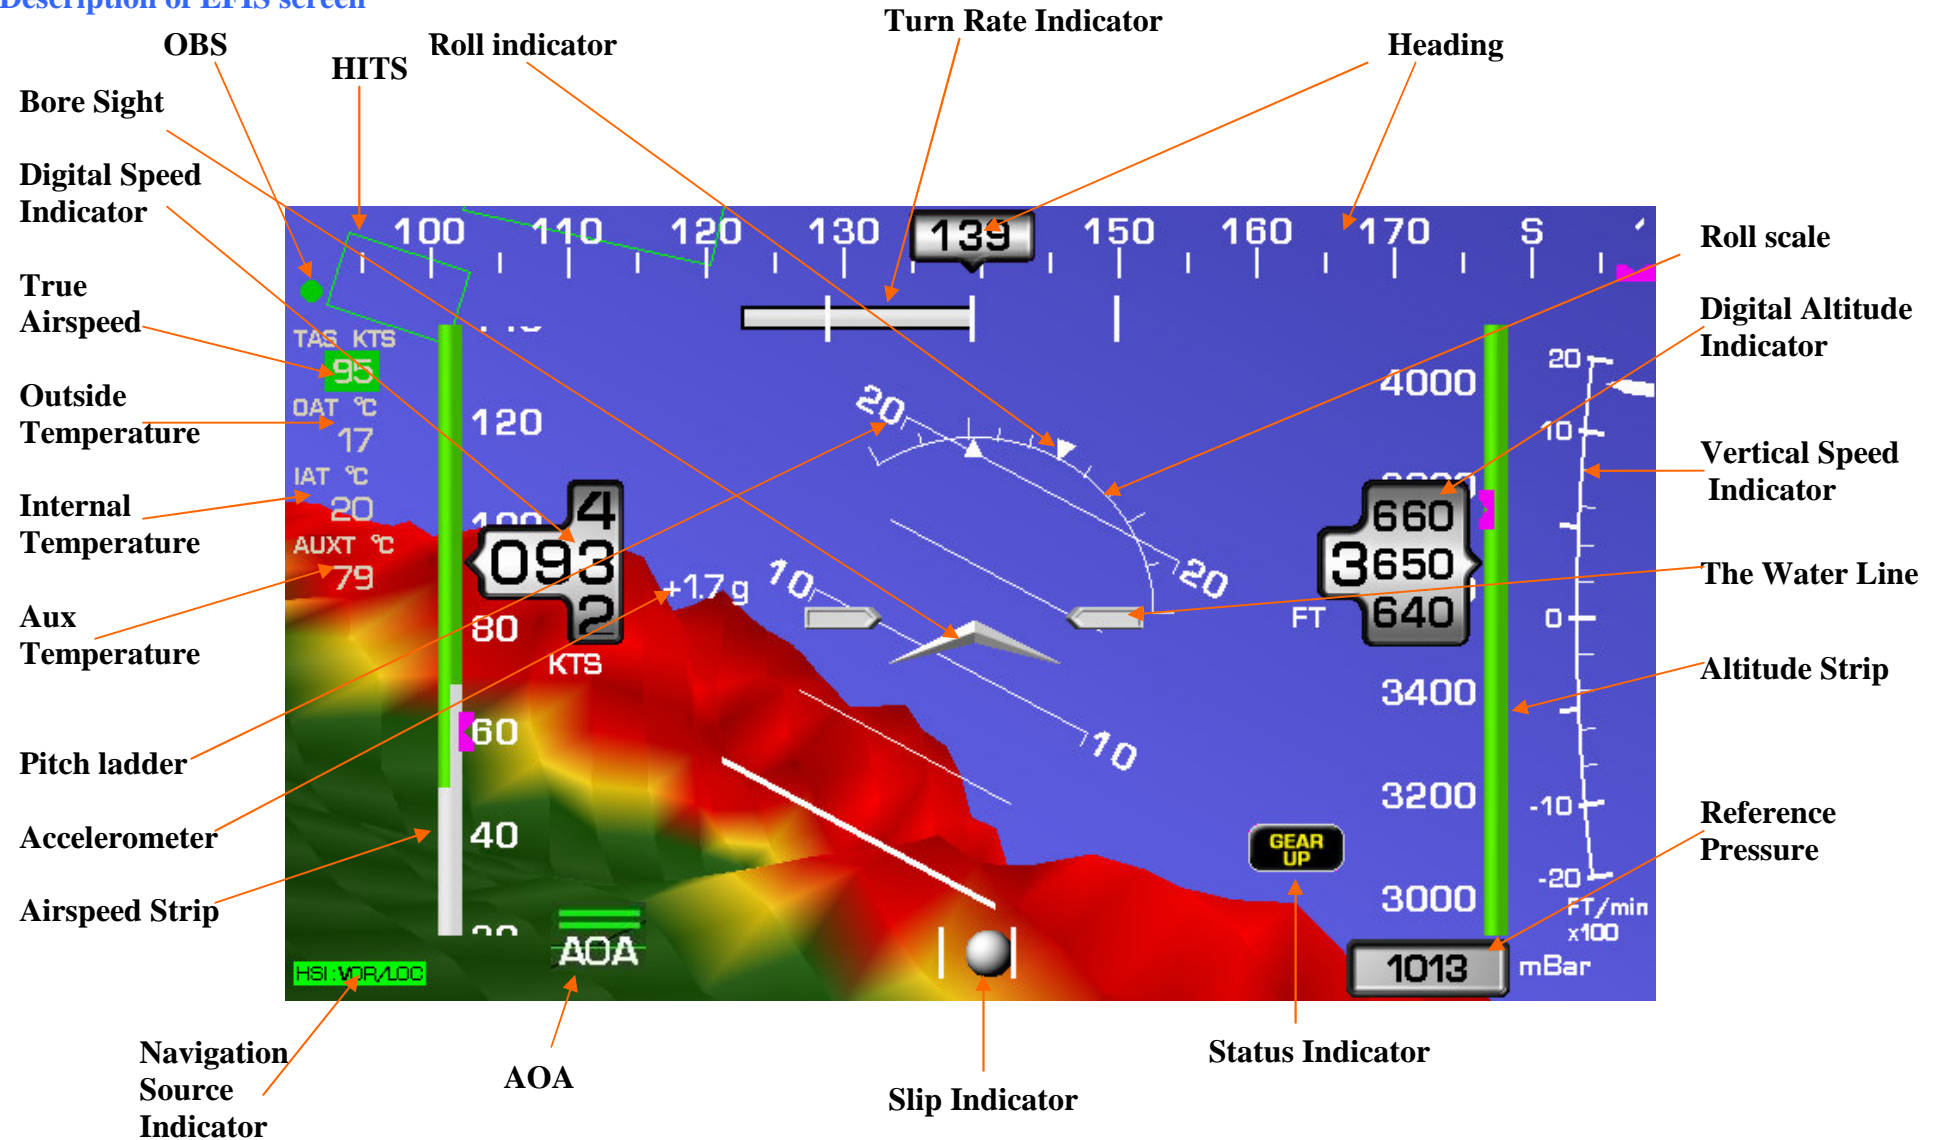 Description of EFIS screen
Turn Rate Indicator
OBS
Roll indicator
Heading
HITS
Bore Sight
Digital Speed
Indicator
True
Airspeed
Outside
Temperature
Internal
Temperature
Aux
Temperature
Pitch ladder
Accelerometer
Airspeed Strip
Navigation
Source
Indicator
AOA
Slip Indicator
Status Indicator
Roll scale
Digital Altitude
Indicator
Vertical Speed
Indicator
The Water Line
Altitude Strip
Reference
Pressure
100 110 120 130 139 150 160 170 S
TAS KTS
95
OAT °C
17
IAT °C
20
AUXT °C
79
120
100
80
60
40
4
093
2
KTS
+1.7 g
20
20
10
10
4000
3400
3200
3000
660
3650
640
FT
20
10
0
-10
-20
FT/min
x100
GEAR
UP
1013 mBar
AOA
HSI:VOR/LOC